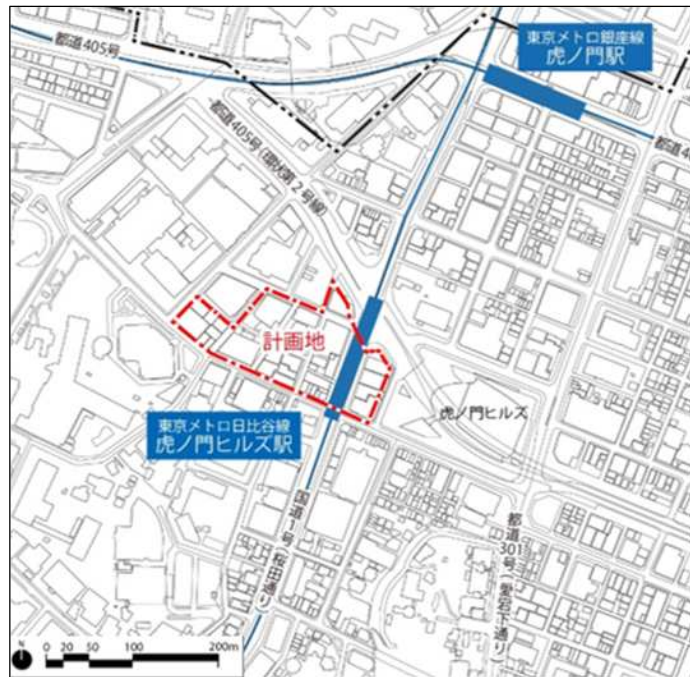 都道405号
東京メトロ銀座線
虎ノ門駅
都道4
都道405号(環状第2号線)
計画地
虎ノ門ヒルズ
東京メトロ日比谷線
虎ノ門ヒルズ駅
国道1号(桜田通り)
都道
301号(愛宕下通り)
N
0 20 50 100 200m